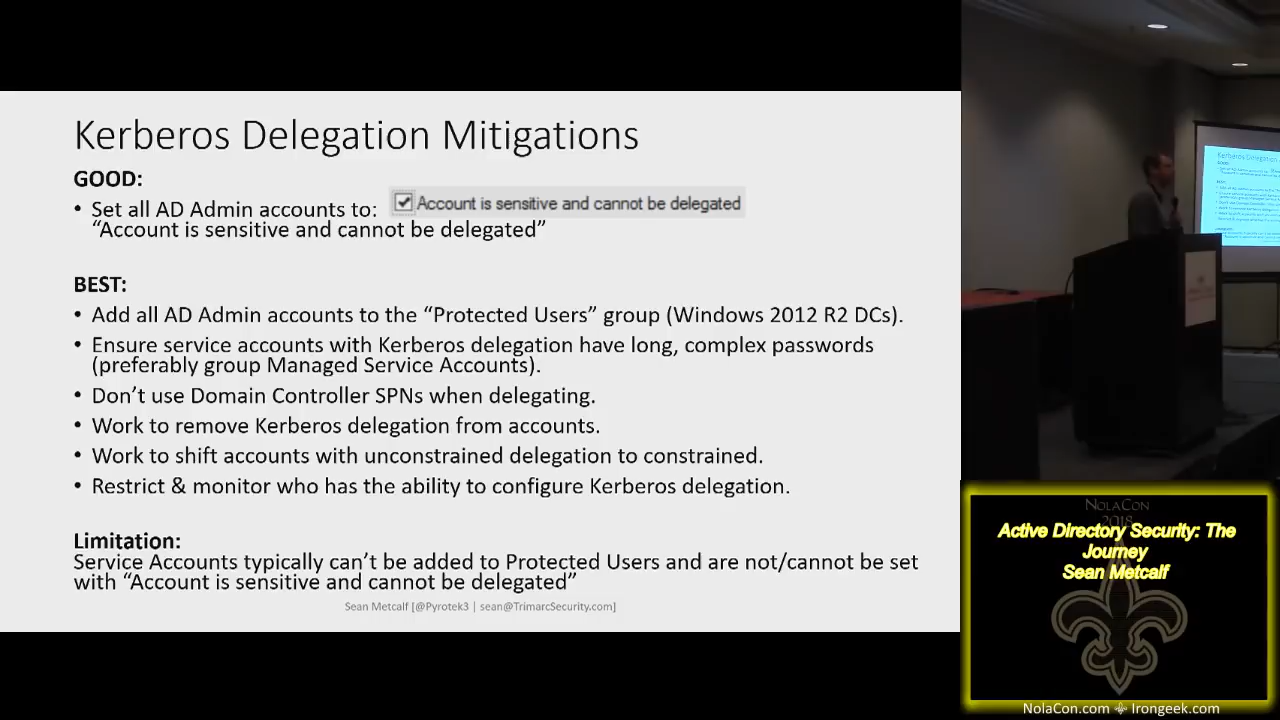 Kerberos Delegation Mitigations
GOOD:
• Set all AD Admin accounts to:
Account is sensitive and cannot be delegated
"Account is sensitive and cannot be delegated"
BEST:
• Add all AD Admin accounts to the "Protected Users" group (Windows 2012 R2 DCs).
• Ensure service accounts with Kerberos delegation have long, complex passwords
(preferably group Managed Service Accounts).
• Don't use Domain Controller SPNs when delegating.
• Work to remove Kerberos delegation from accounts.
• Work to shift accounts with unconstrained delegation to constrained.
• Restrict & monitor who has the ability to configure Kerberos delegation.
Limitation:
Service Accounts typically can't be added to Protected Users and are not/cannot be set
with "Account is sensitive and cannot be delegated"
Sean Metcalf [@Pyrotek3 | sean@TrimarcSecurity.com]
Kerberos Delegation
NolaCon
2018
Active Directory Security: The
Journey
Sean Metcalf
NolaCon.com ⚜ Irongeek.com